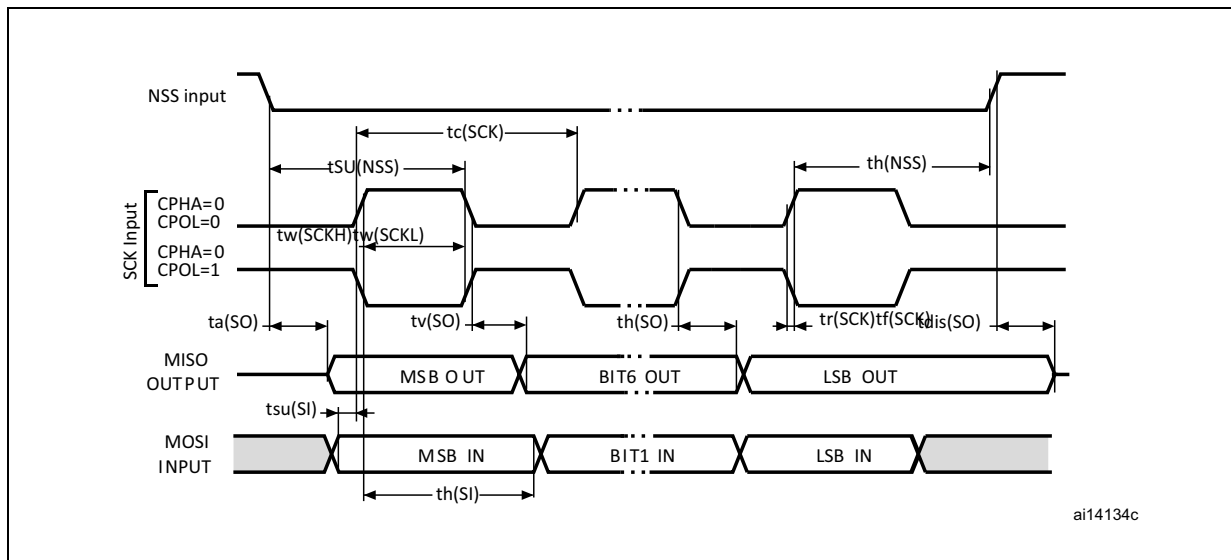 NSS input
tc(SCK)
tSU(NSS)
th(NSS)
SCK Input
CPHA=0
CPOL=0
tw(SCKH)
tw(SCKL)
CPHA=0
CPOL=1
ta(SO)
tv(SO)
th(SO)
tr(SCK)
tf(SCK)
tdis(SO)
MISO
OUTPUT
MSB OUT
BIT6 OUT
LSB OUT
tsu(SI)
MOSI
INPUT
MSB IN
BIT1 IN
LSB IN
th(SI)
ai14134c